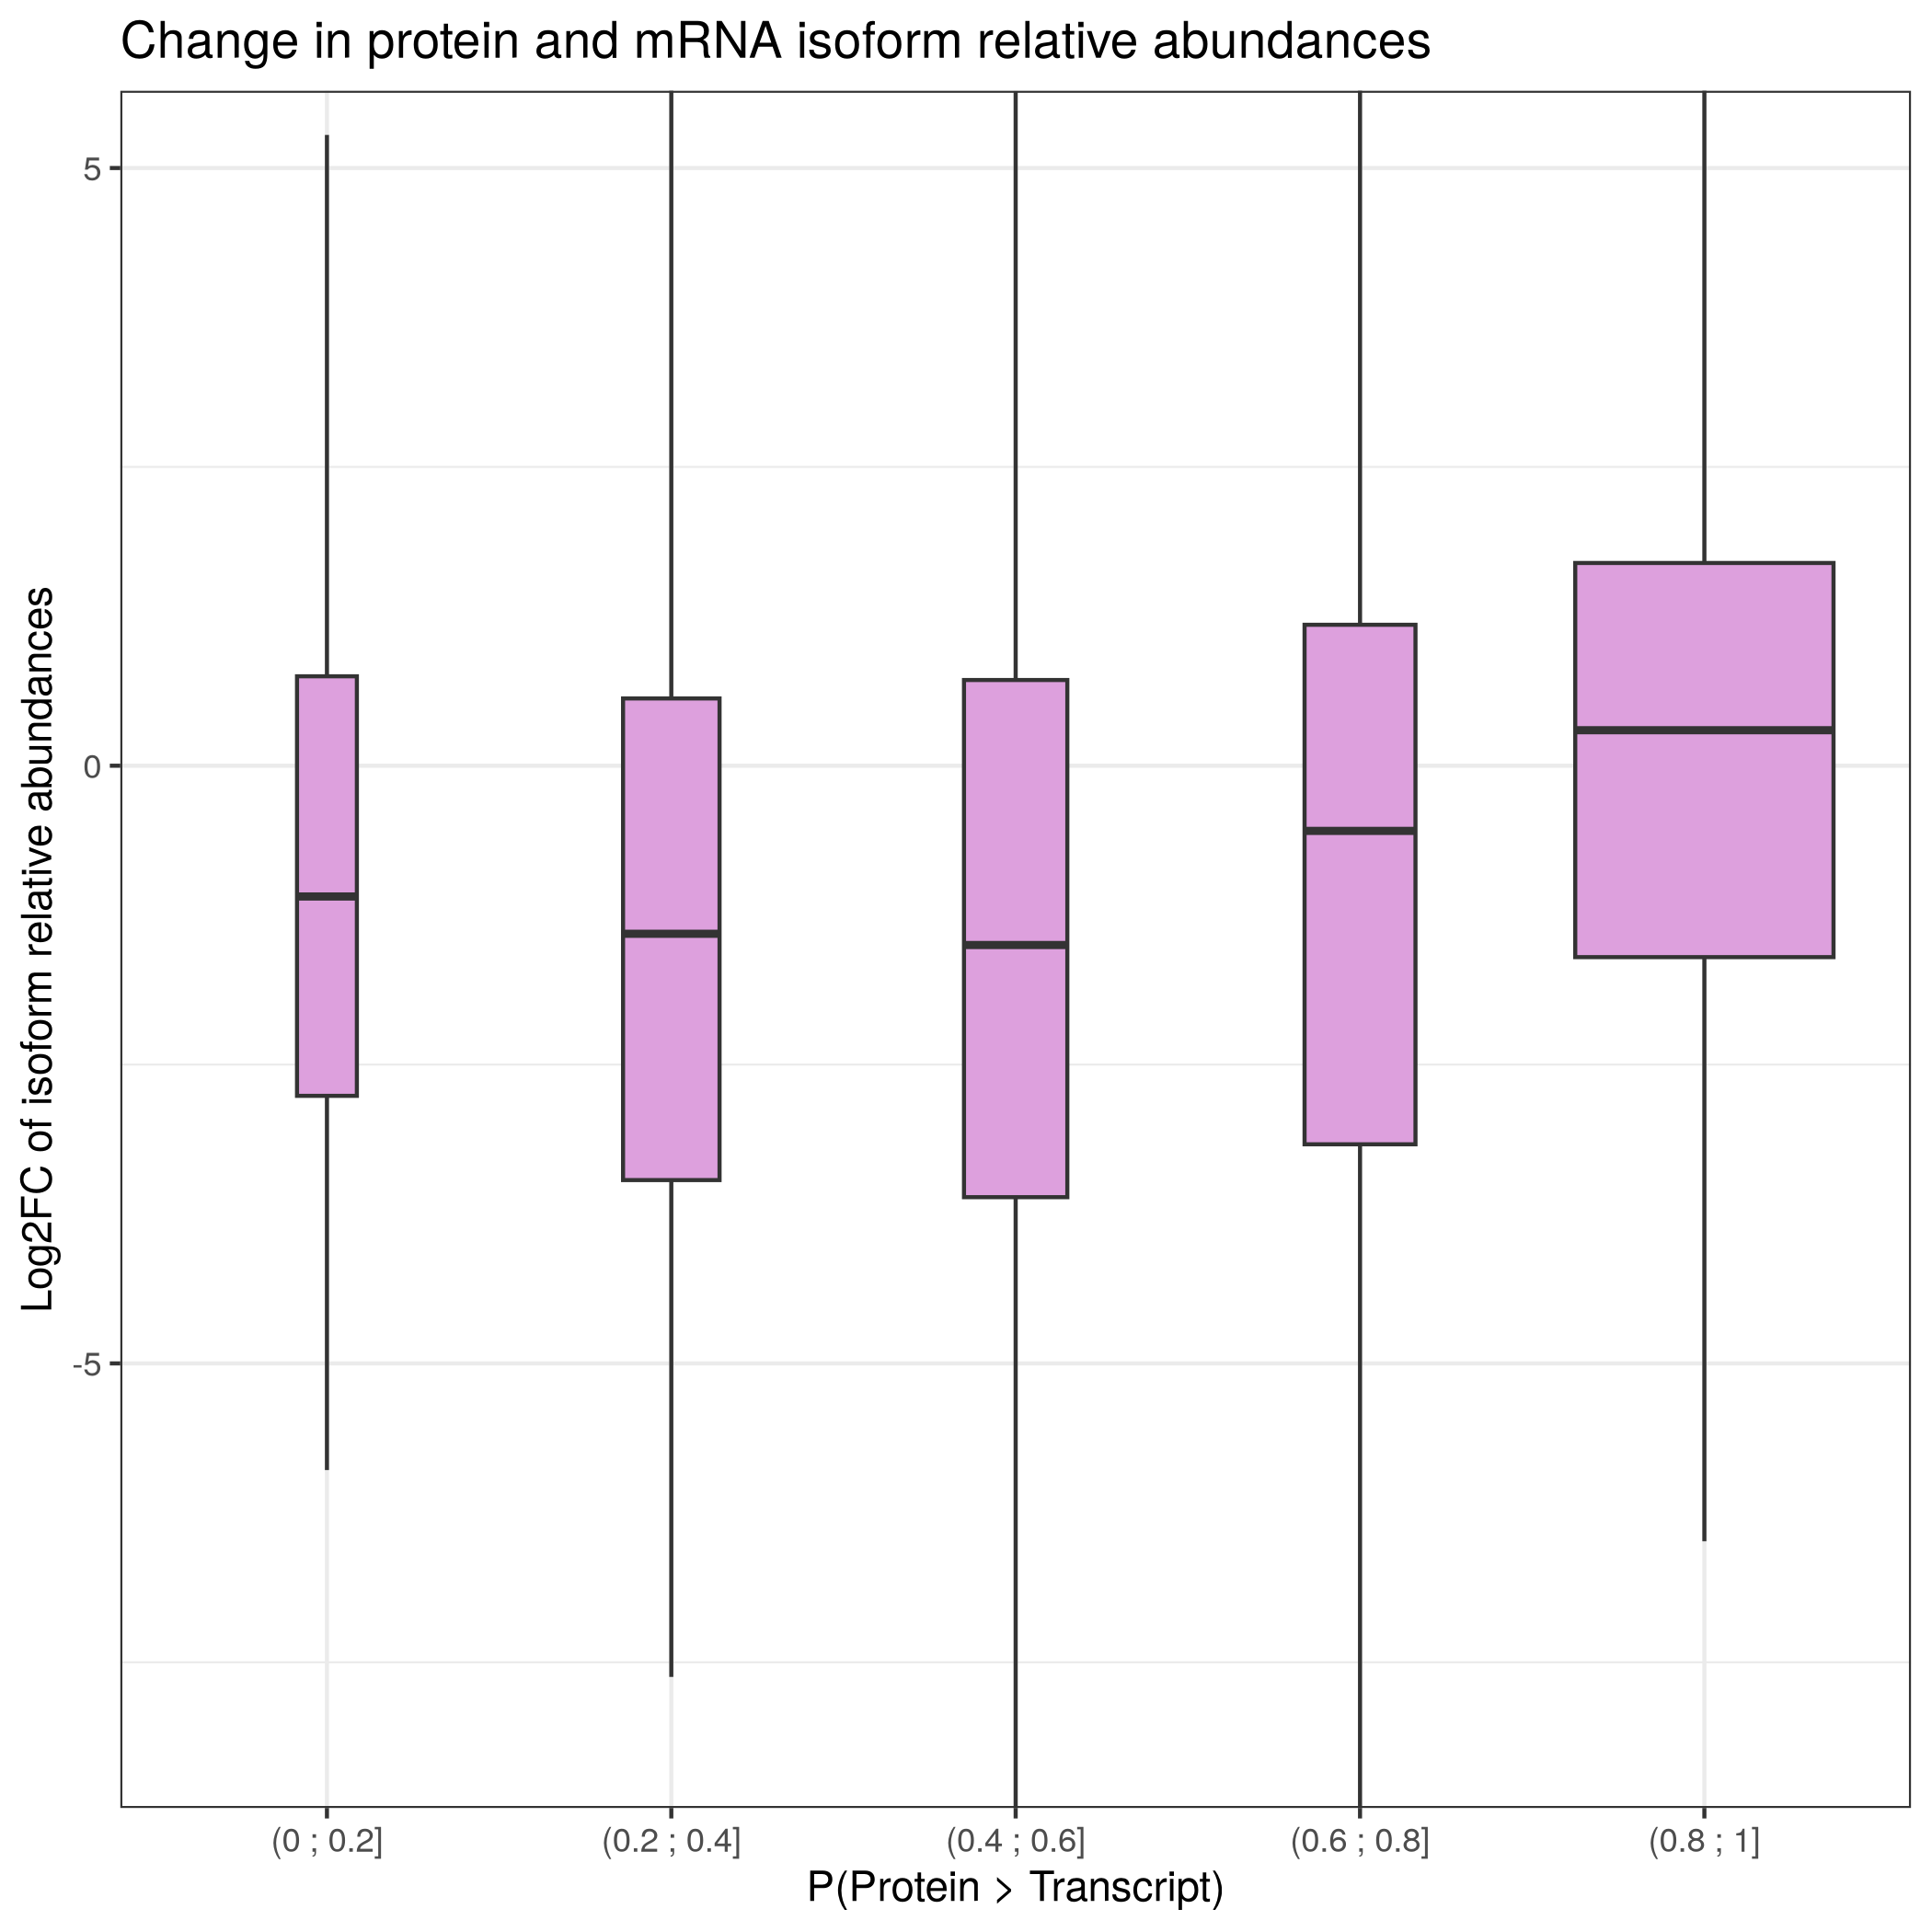 Change in protein and mRNA isoform relative abundances
Log2FC of isoform relative abundances
5
0
-5
(0 ; 0.2]
(0.2 ; 0.4]
(0.4 ; 0.6]
(0.6 ; 0.8]
(0.8 ; 1]
P(Protein > Transcript)